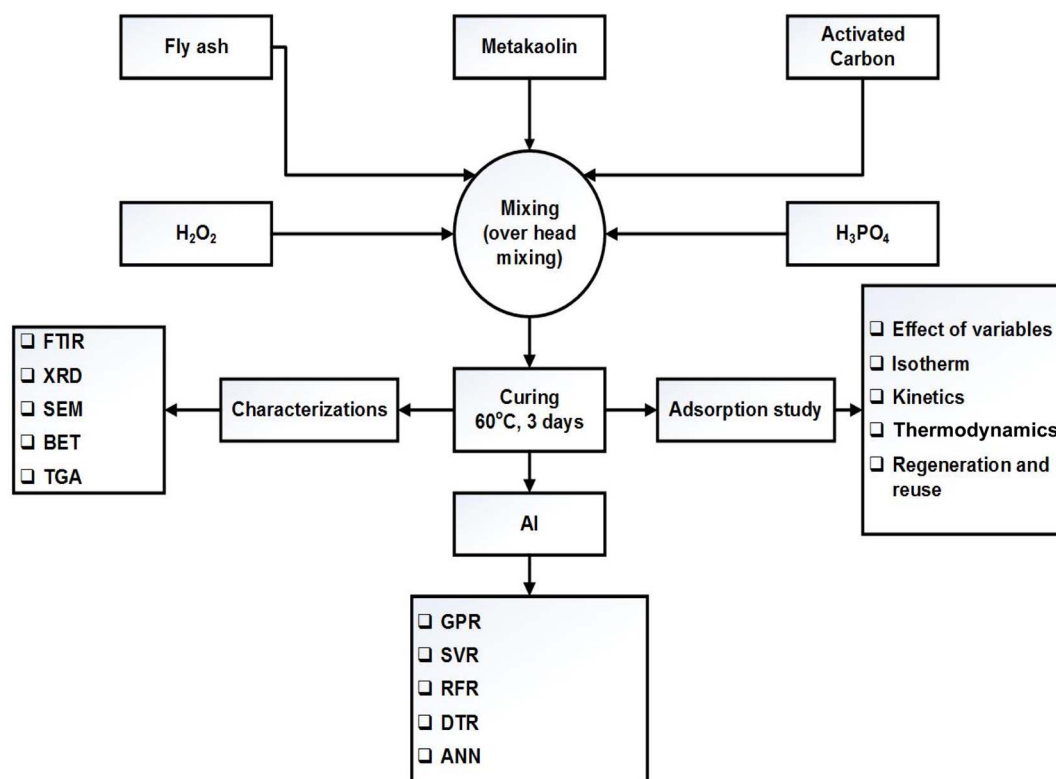 Fly ash
Metakaolin
Activated
Carbon
Mixing
(over head
mixing)
H₂O₂
H₃PO₄
❑ FTIR
❑ XRD
❑ SEM
❑ BET
❑ TGA
Characterizations
Curing
60°C, 3 days
Adsorption study
❑ Effect of variables
❑ Isotherm
❑ Kinetics
❑ Thermodynamics
❑ Regeneration and
reuse
AI
❑ GPR
❑ SVR
❑ RFR
❑ DTR
❑ ANN